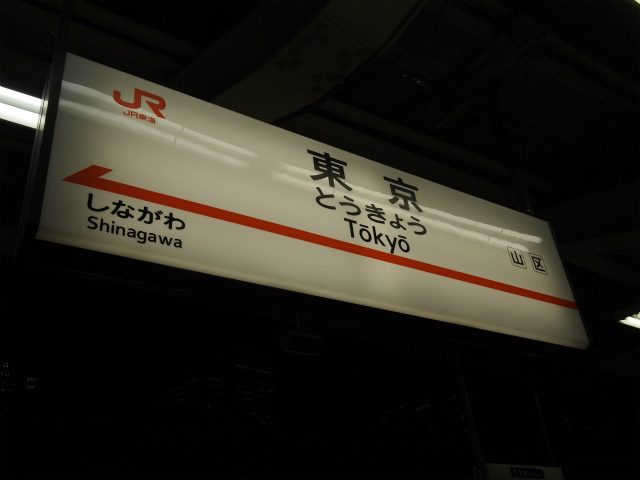 JR
JR東海
東京
とうきょう
Tōkyō
山 区
しながわ
Shinagawa